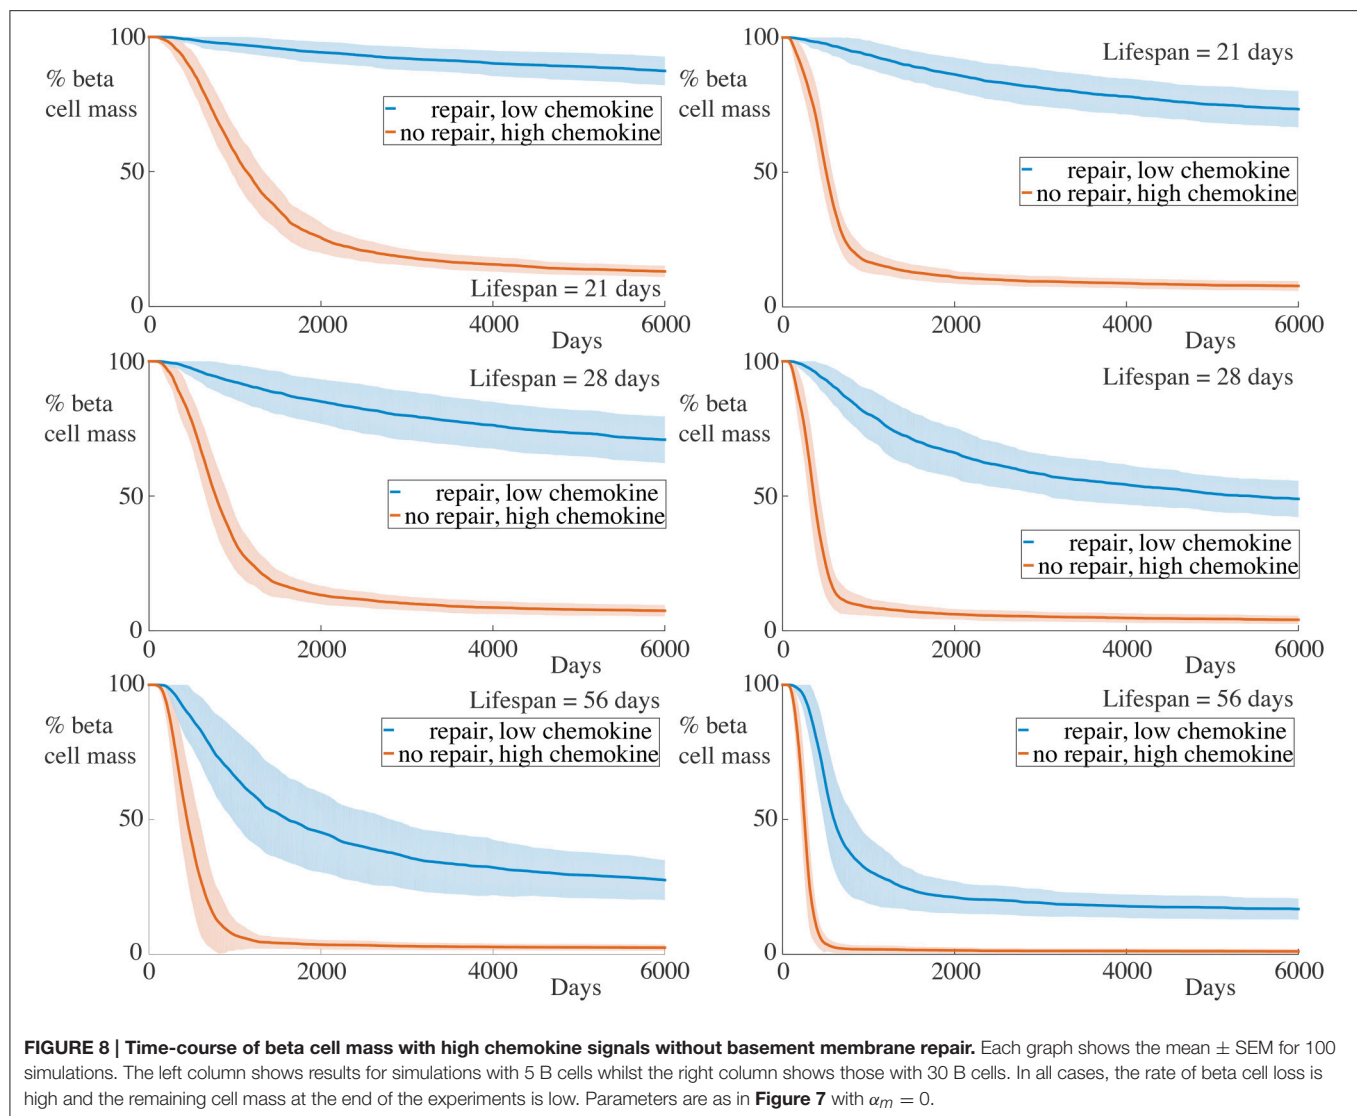 100
% beta
cell mass
50
0
repair, low chemokine
no repair, high chemokine
Lifespan = 21 days
0 2000 4000 6000
Days
100
% beta
cell mass
50
0
Lifespan = 21 days
repair, low chemokine
no repair, high chemokine
0 2000 4000 6000
Days
100
% beta
cell mass
50
0
Lifespan = 28 days
repair, low chemokine
no repair, high chemokine
0 2000 4000 6000
Days
100
% beta
cell mass
50
0
Lifespan = 28 days
repair, low chemokine
no repair, high chemokine
0 2000 4000 6000
Days
100
% beta
cell mass
50
0
Lifespan = 56 days
repair, low chemokine
no repair, high chemokine
0 2000 4000 6000
Days
100
% beta
cell mass
50
0
Lifespan = 56 days
repair, low chemokine
no repair, high chemokine
0 2000 4000 6000
Days
FIGURE 8 | Time-course of beta cell mass with high chemokine signals without basement membrane repair. Each graph shows the mean ± SEM for 100
simulations. The left column shows results for simulations with 5 B cells whilst the right column shows those with 30 B cells. In all cases, the rate of beta cell loss is
high and the remaining cell mass at the end of the experiments is low. Parameters are as in Figure 7 with αm = 0.